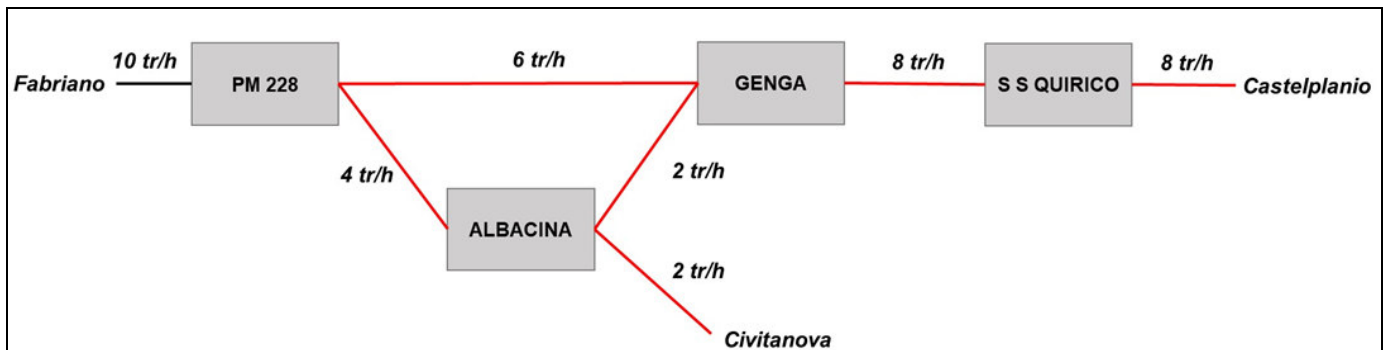 10 tr/h
6 tr/h
8 tr/h
8 tr/h
Fabriano
PM 228
GENGA
S S QUIRICO
Castelplanio
4 tr/h
2 tr/h
ALBACINA
2 tr/h
Civitanova